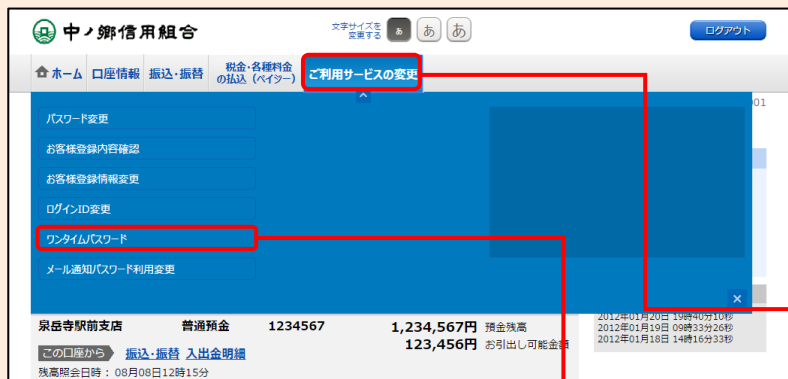 中ノ郷信用組合
文字サイズを
変更する
あ あ あ
ログアウト
ホーム 口座情報 振込・振替 税金・各種料金
の払込（ペイジー） ご利用サービスの変更
01
パスワード変更
お客様登録内容確認
お客様登録情報変更
ログインID変更
ワンタイムパスワード
メール通知パスワード利用変更
×
泉岳寺駅前支店 普通預金 1234567 1,234,567円 預金残高
123,456円 お引出し可能金額
この口座から 振込・振替 入出金明細
残高照会日時：08月08日12時15分
2012年01月20日 19時40分10秒
2012年01月19日 09時33分26秒
2012年01月18日 14時16分33秒